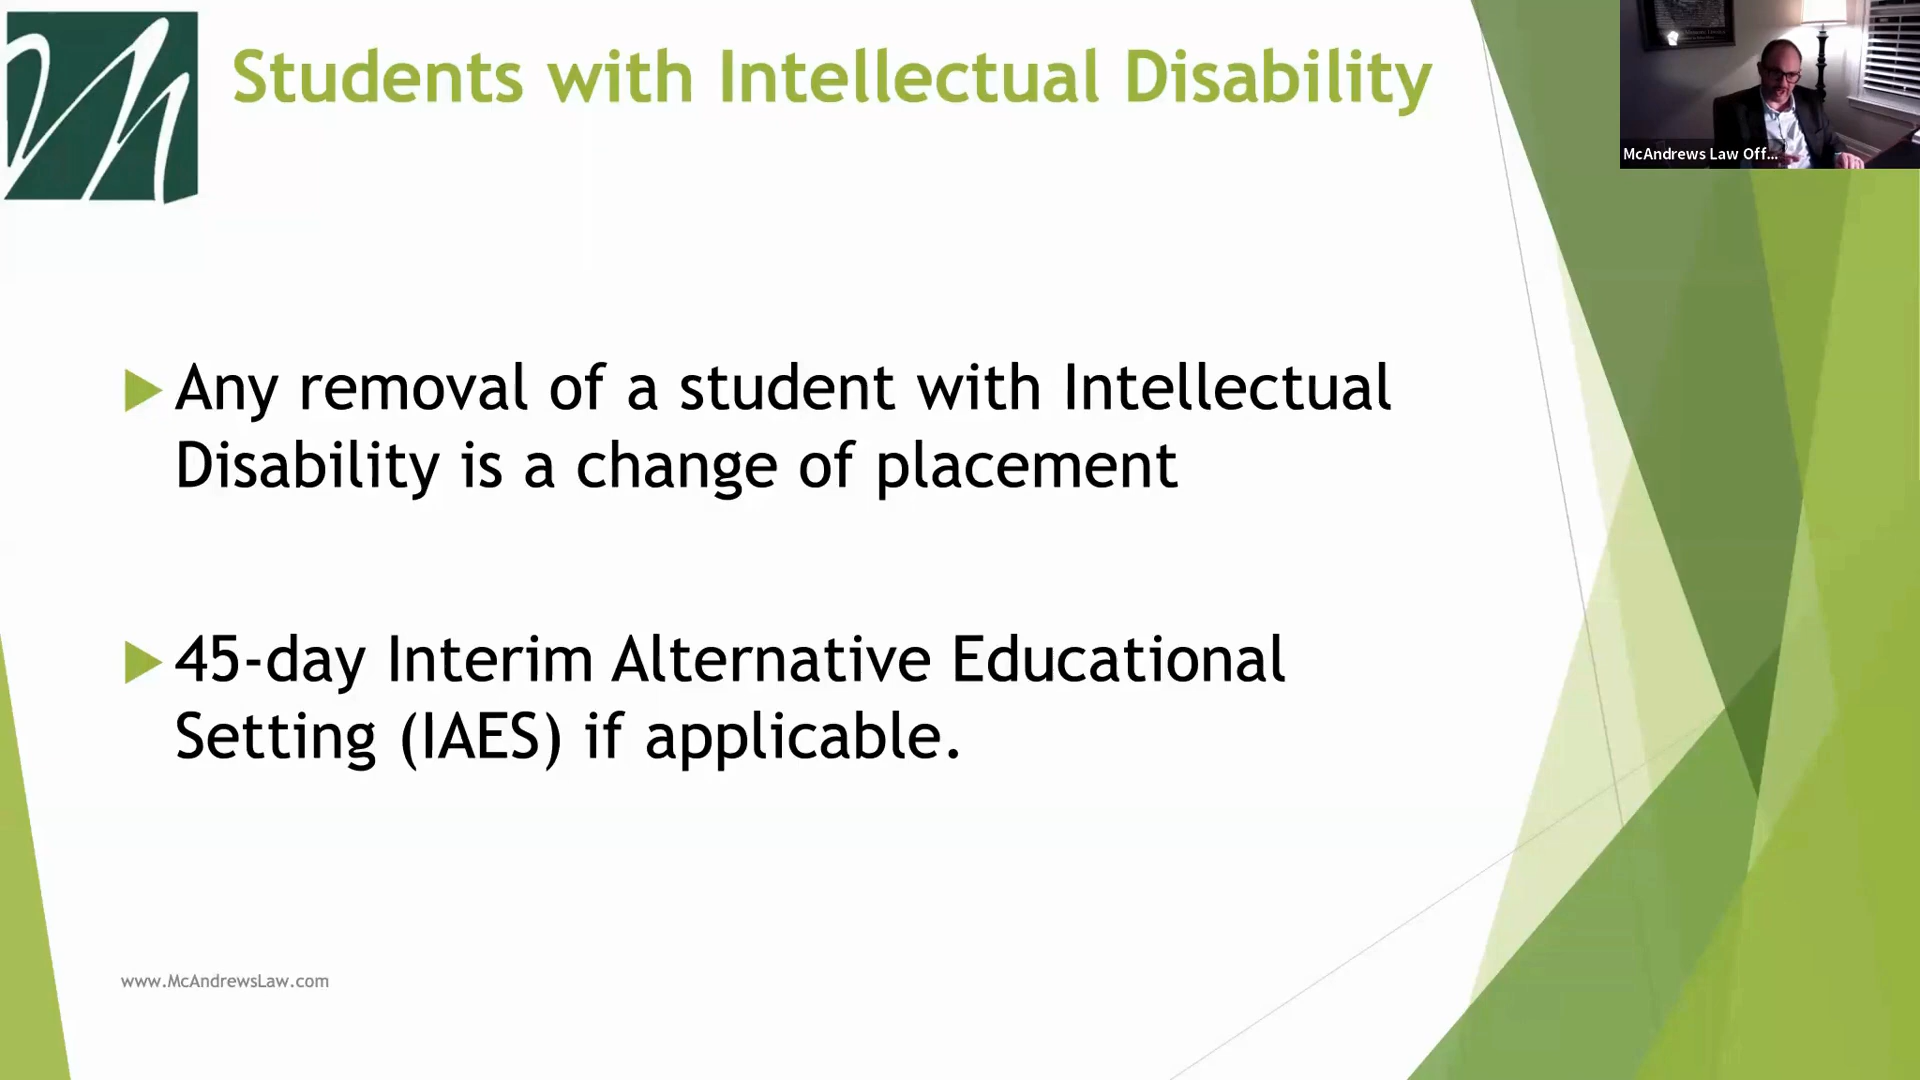 Students with Intellectual Disability
McAndrews Law Off...
Any removal of a student with Intellectual
Disability is a change of placement
45-day Interim Alternative Educational
Setting (IAES) if applicable.
www.McAndrewsLaw.com